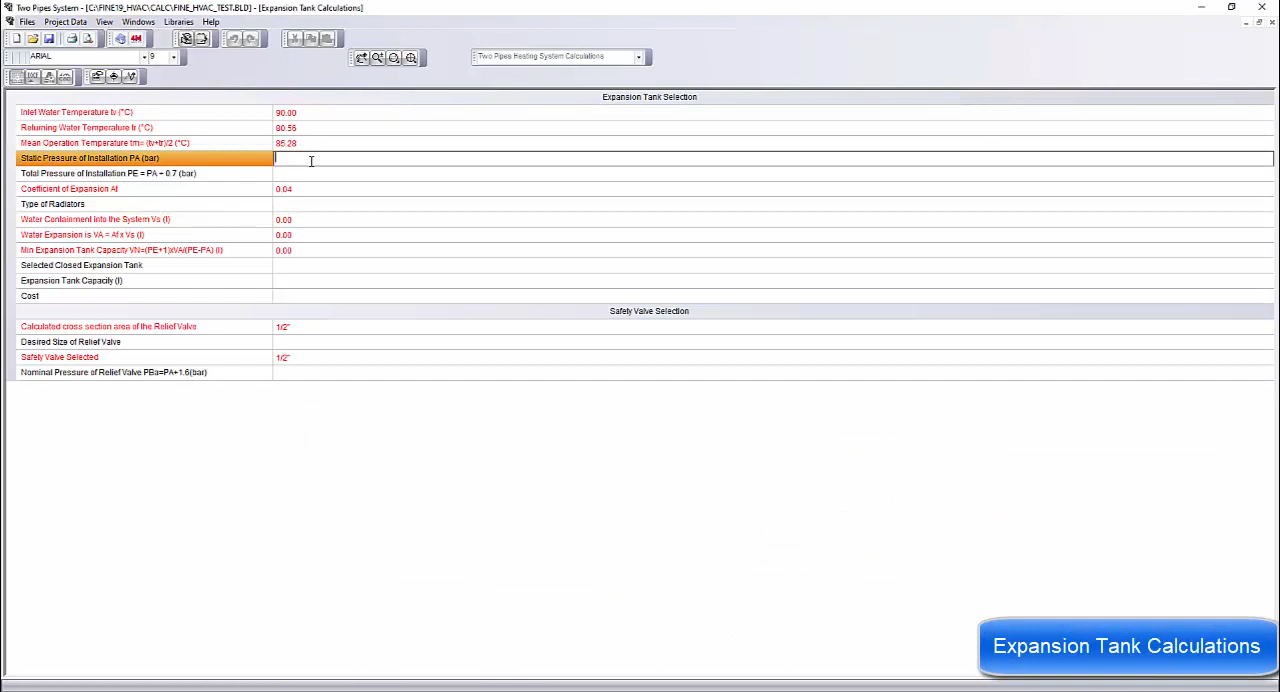 Two Pipes System - [C:\FINE19_HVAC\CALC\FINE_HVAC_TEST.BLD] - [Expansion Tank Calculations]
Files Project Data View Windows Libraries Help
4M
ARIAL 9 Two Pipes Heating System Calculations
Expansion Tank Selection
Inlet Water Temperature tv (°C) 90.00
Returning Water Temperature tr (°C) 80.56
Mean Operation Temperature tm= (tv+tr)/2 (°C) 85.28
Static Pressure of Installation PA (bar)
Total Pressure of Installation PE = PA + 0.7 (bar)
Coefficient of Expansion Af 0.04
Type of Radiators
Water Containment into the System Vs (l) 0.00
Water Expansion is VA = Af x Vs (l) 0.00
Min Expansion Tank Capacity VN=(PE+1)xVA/(PE-PA) (l) 0.00
Selected Closed Expansion Tank
Expansion Tank Capacity (l)
Cost
Safety Valve Selection
Calculated cross section area of the Relief Valve 1/2"
Desired Size of Relief Valve
Safety Valve Selected 1/2"
Nominal Pressure of Relief Valve PBa=PA+1.6(bar)
Expansion Tank Calculations